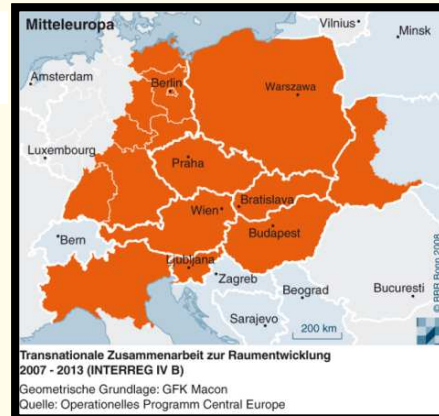 Mitteleuropa
Vilnius
Minsk
Amsterdam
Berlin
Warszawa
Luxembourg
Praha
Wien
Bratislava
Budapest
Bern
Ljubljana
Zagreb
Beograd
Bucuresti
Sarajevo
200 km
© BBR Bonn 2008
Transnationale Zusammenarbeit zur Raumentwicklung
2007 - 2013 (INTERREG IV B)
Geometrische Grundlage: GFK Macon
Quelle: Operationelles Programm Central Europe